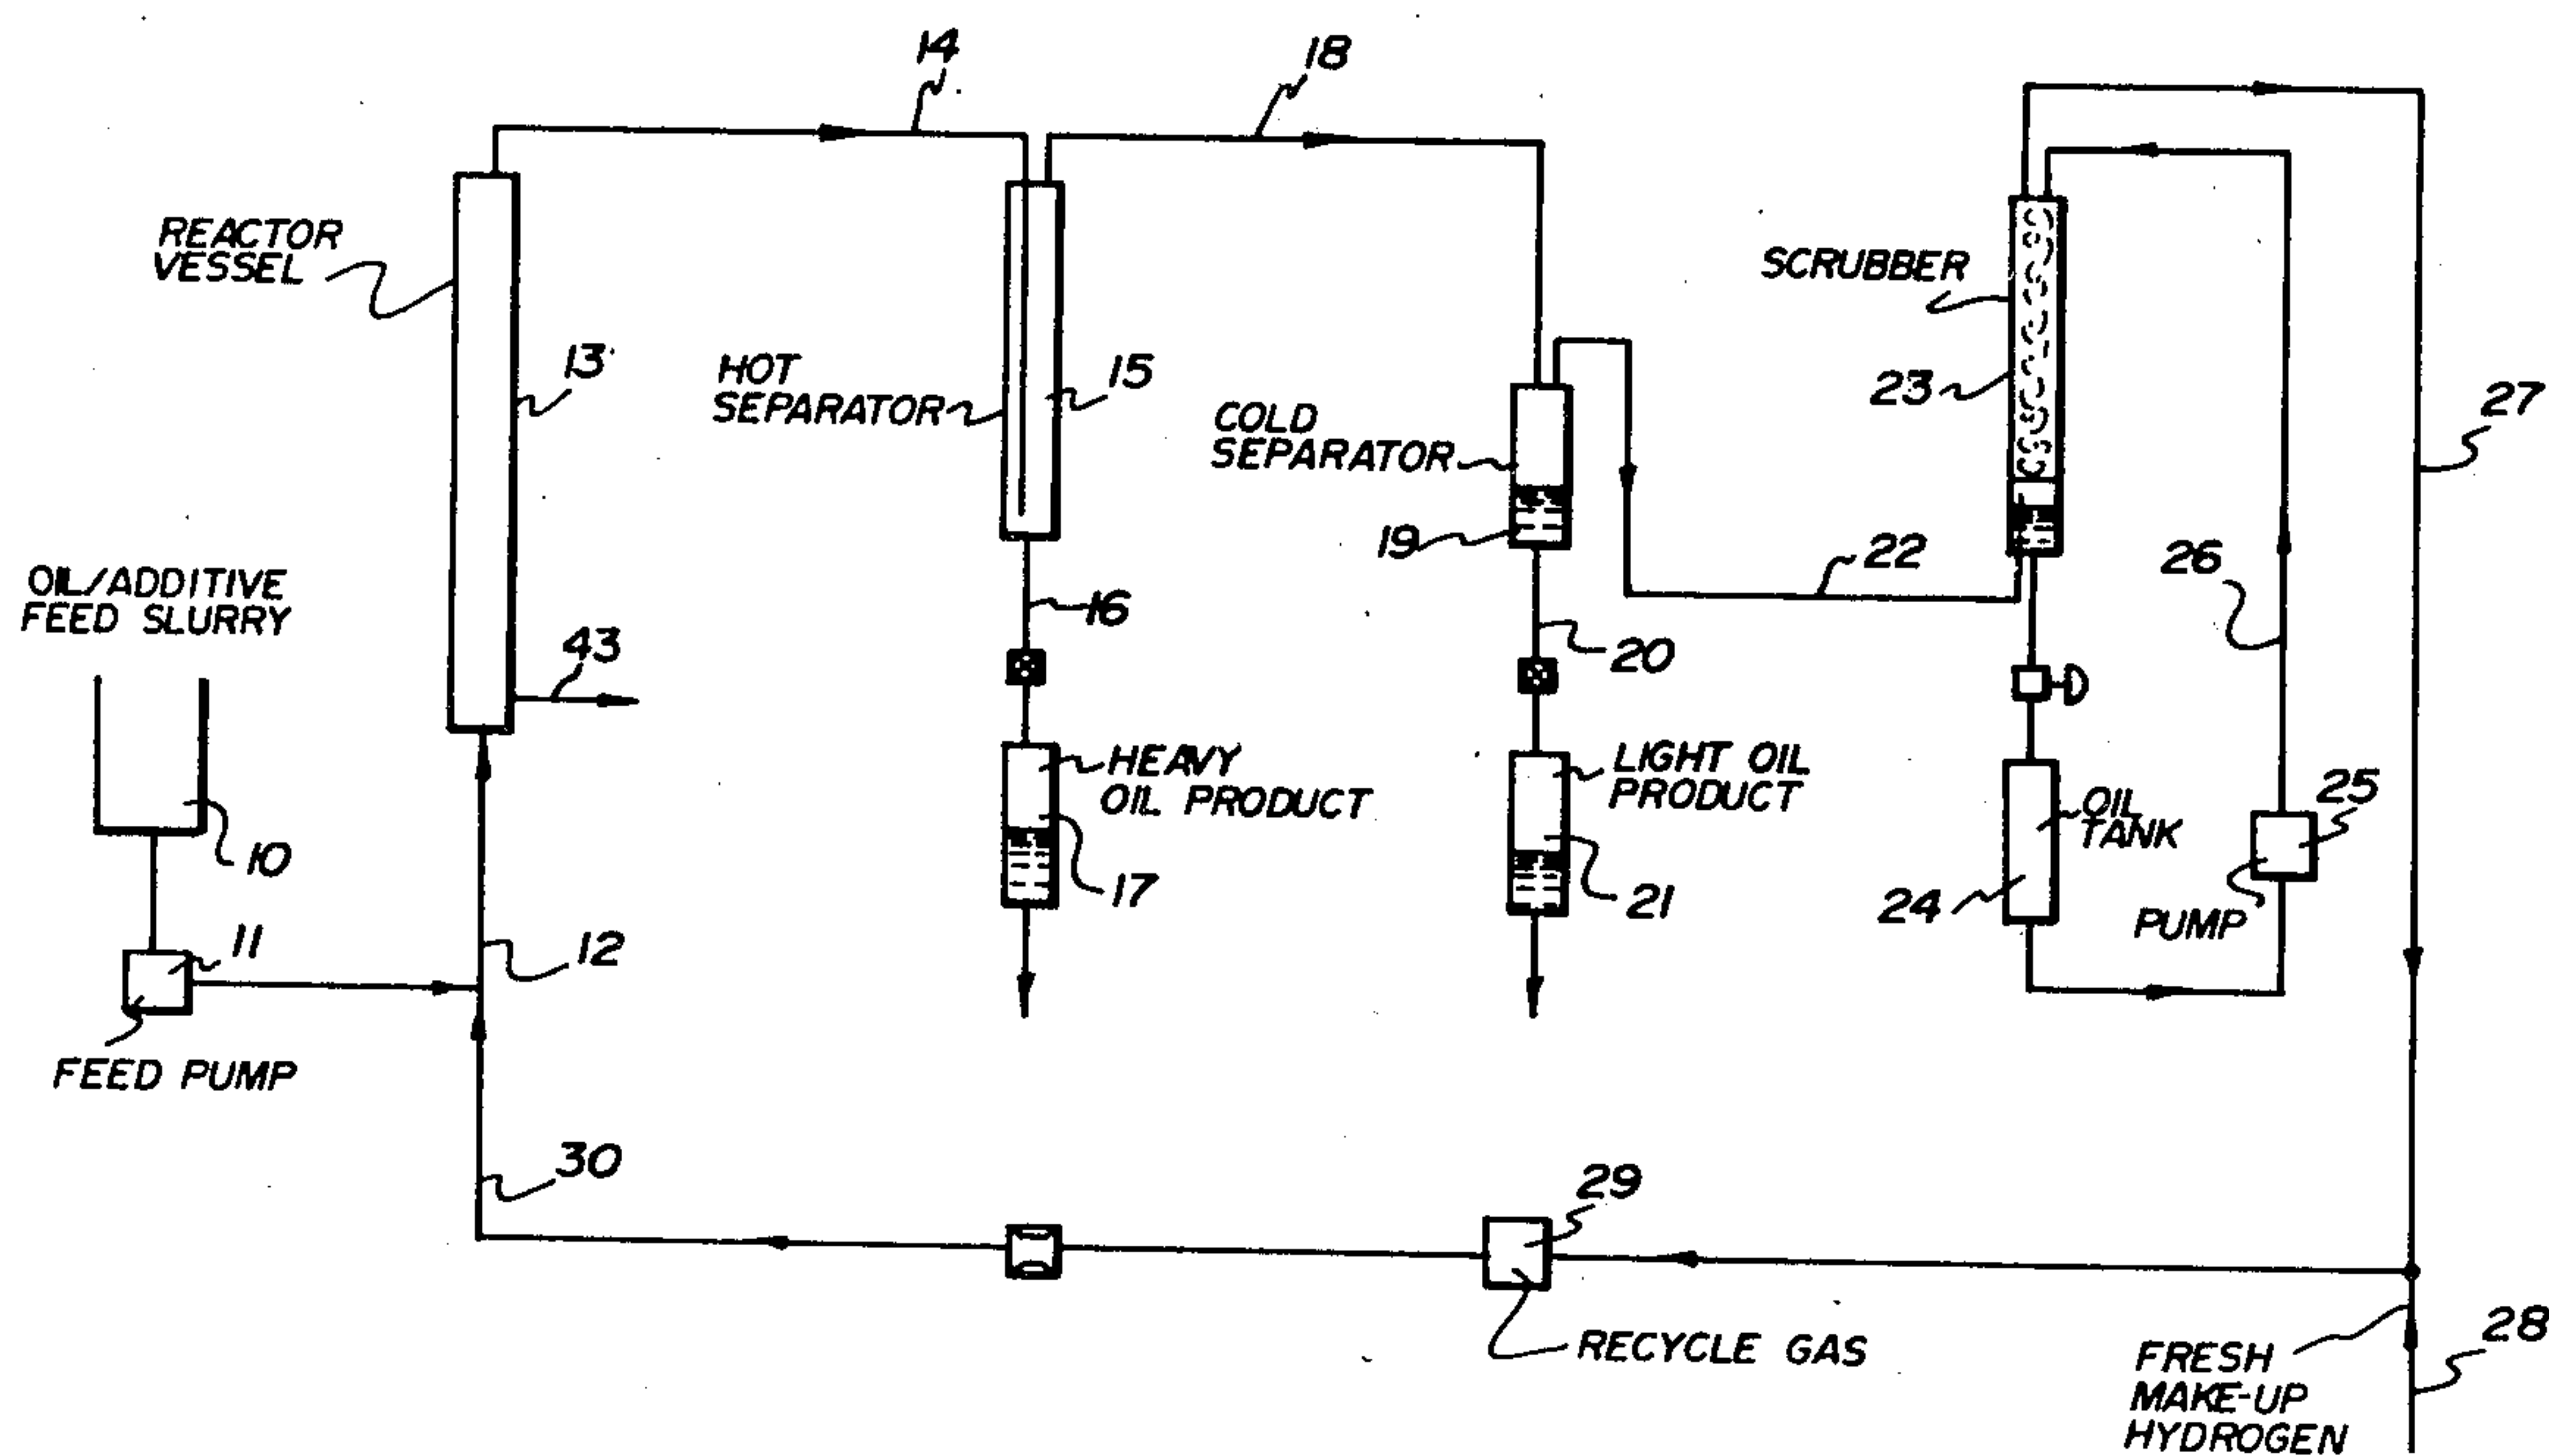 14
18
REACTOR
VESSEL
SCRUBBER
13
HOT
SEPARATOR
15
23
27
COLD
SEPARATOR
19
22
26
OIL/ADDITIVE
FEED SLURRY
16
43
20
HEAVY
OIL PRODUCT
LIGHT OIL
PRODUCT
OIL
TANK
25
10
17
21
24
PUMP
11
12
FEED PUMP
30
29
RECYCLE GAS
28
FRESH
MAKE-UP
HYDROGEN